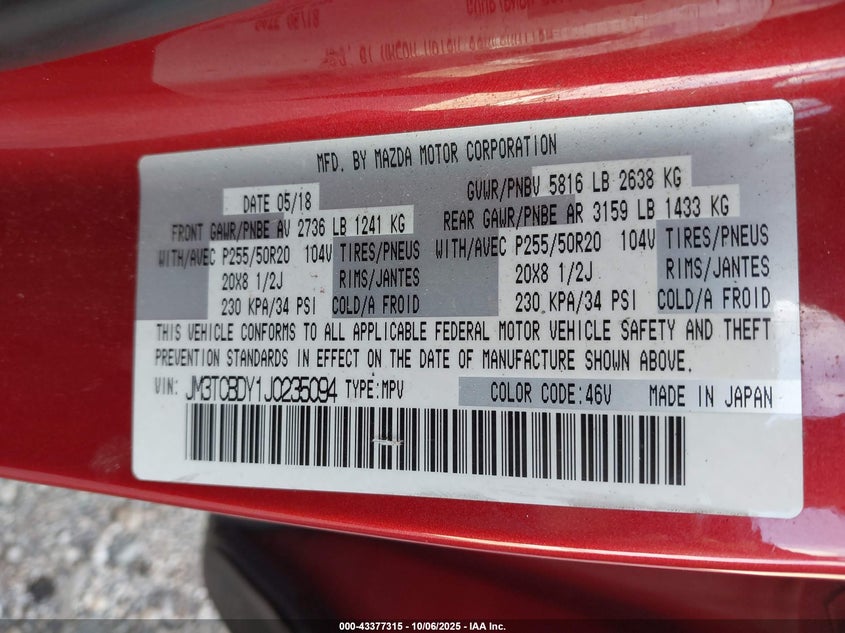 MFD. BY MAZDA MOTOR CORPORATION
DATE 05/18 GVWR/PNBV 5816 LB 2638 KG
FRONT GAWR/PNBE AV 2736 LB 1241 KG REAR GAWR/PNBE AR 3159 LB 1433 KG
WITH/AVEC P255/50R20 104V TIRES/PNEUS WITH/AVEC P255/50R20 104V TIRES/PNEUS
20X8 1/2J RIMS/JANTES 20X8 1/2J RIMS/JANTES
230 KPA/34 PSI COLD/A FROID 230 KPA/34 PSI COLD/A FROID
THIS VEHICLE CONFORMS TO ALL APPLICABLE FEDERAL MOTOR VEHICLE SAFETY AND THEFT
PREVENTION STANDARDS IN EFFECT ON THE DATE OF MANUFACTURE SHOWN ABOVE.
VIN: JM3TCBDY1J0235094 TYPE:MPV COLOR CODE:46V MADE IN JAPAN
000-43377315 - 10/06/2025 - IAA Inc.